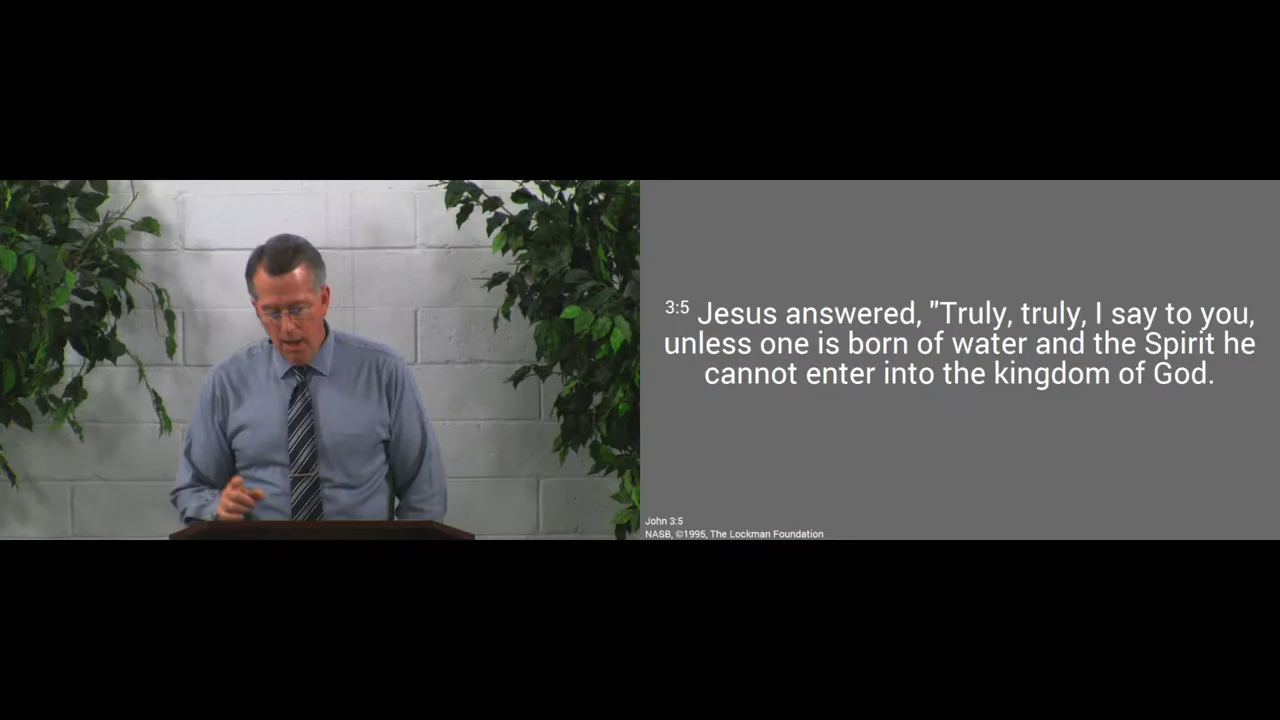 3:5 Jesus answered, "Truly, truly, I say to you,
unless one is born of water and the Spirit he
cannot enter into the kingdom of God.
John 3:5
NASB, ©1995, The Lockman Foundation